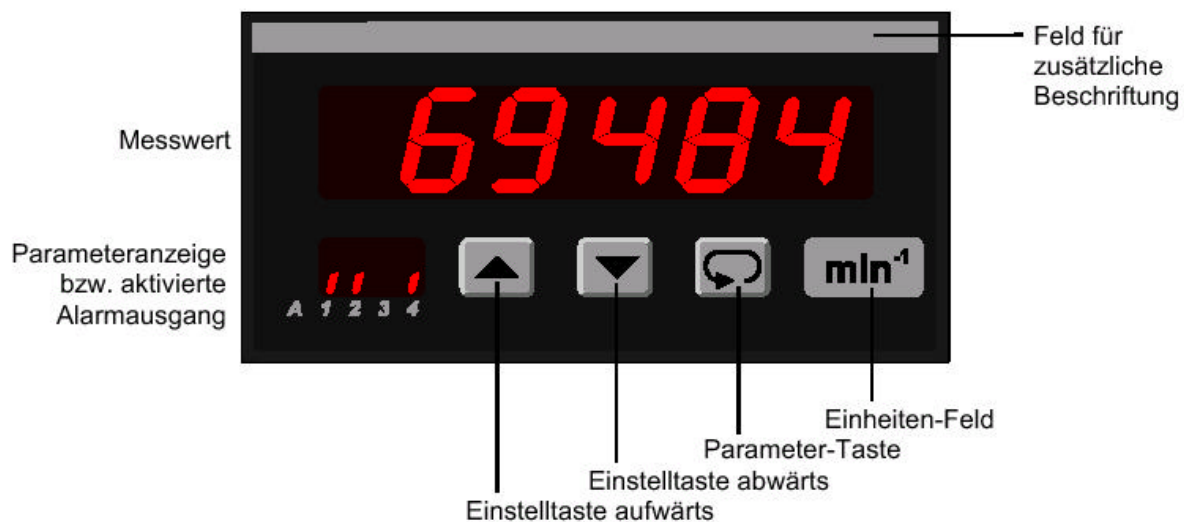 Feld für
zusätzliche
Beschriftung
Messwert
69484
Parameteranzeige
bzw. aktivierte
Alarmausgang
A 1 2 3 4
min⁻¹
Einheiten-Feld
Parameter-Taste
Einstelltaste abwärts
Einstelltaste aufwärts